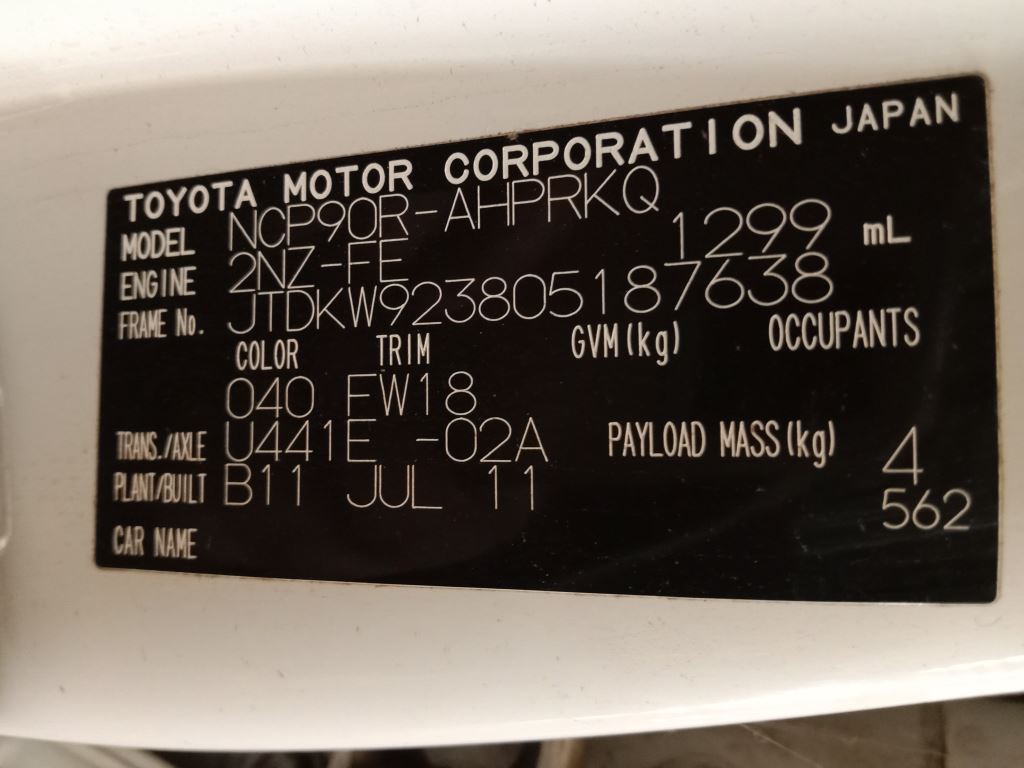 TOYOTA MOTOR CORPORATION JAPAN
MODEL NCP90R-AHPRKQ
ENGINE 2NZ-FE 1299 mL
FRAME No. JTDKW923805187638
COLOR TRIM GVM(kg) OCCUPANTS
040 FW18
TRANS./AXLE U441E -02A PAYLOAD MASS(kg) 4
PLANT/BUILT B11 JUL 11 562
CAR NAME